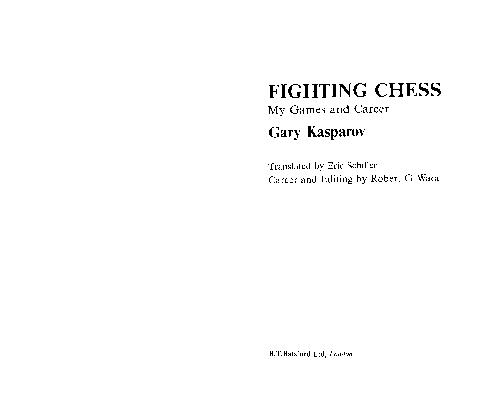 FIGHTING CHESS
My Games and Career
Gary Kasparov
Translated by Eric Schiller
Career and Editing by Robert G Wade
B.T.Batsford Ltd, London